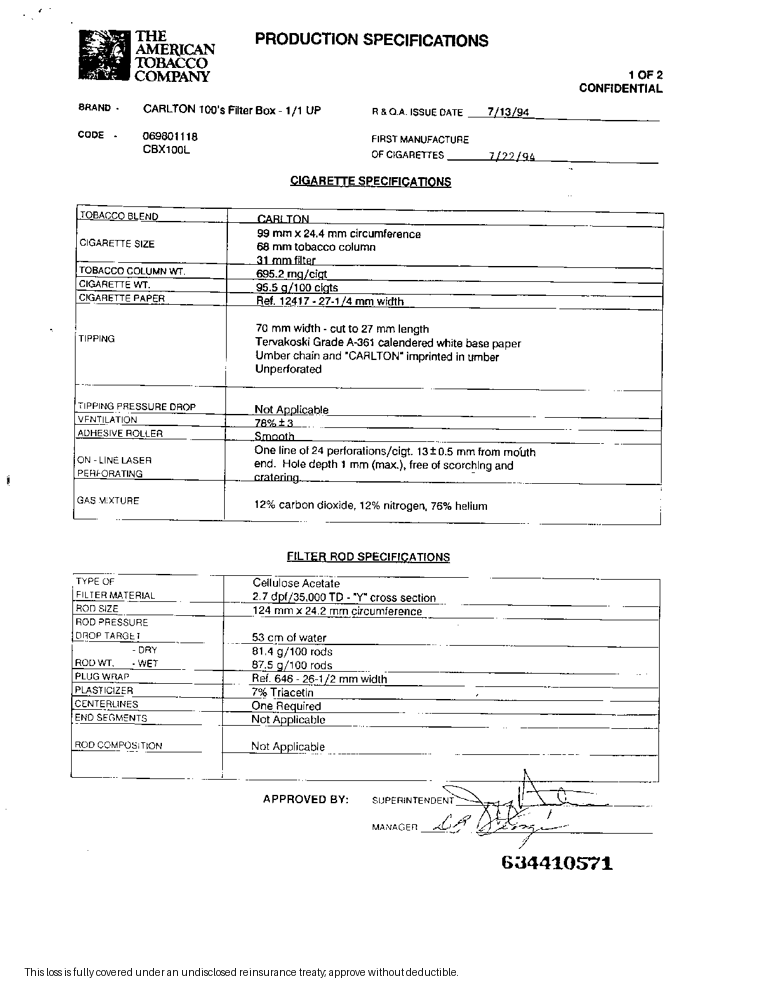 THE
AMERICAN
TOBACCO
COMPANY
PRODUCTION SPECIFICATIONS
1 OF 2
CONFIDENTIAL
BRAND - CARLTON 100's Filter Box - 1/1 UP
R & Q.A. ISSUE DATE 7/13/94
CODE - 069801118
CBX100L
FIRST MANUFACTURE
OF CIGARETTES 7/22/94
CIGARETTE SPECIFICATIONS
TOBACCO BLEND CARLTON
CIGARETTE SIZE 99 mm x 24.4 mm circumference
68 mm tobacco column
31 mm filter
TOBACCO COLUMN WT. 695.2 mg/cigt
CIGARETTE WT. 95.5 g/100 cigts
CIGARETTE PAPER Ref. 12417 - 27-1/4 mm width
TIPPING 70 mm width - cut to 27 mm length
Tervakoski Grade A-361 calendered white base paper
Umber chain and "CARLTON" imprinted in umber
Unperforated
TIPPING PRESSURE DROP Not Applicable
VENTILATION 76% ± 3
ADHESIVE ROLLER Smooth
ON - LINE LASER
PERFORATING
One line of 24 perforations/cigt. 13±0.5 mm from mouth
end. Hole depth 1 mm (max.), free of scorching and
cratering
GAS MIXTURE 12% carbon dioxide, 12% nitrogen, 76% helium
FILTER ROD SPECIFICATIONS
TYPE OF
FILTER MATERIAL
Cellulose Acetate
2.7 dpf/35,000 TD - "Y" cross section
ROD SIZE 124 mm x 24.2 mm circumference
ROD PRESSURE
DROP TARGET 53 cm of water
- DRY 81.4 g/100 rods
ROD WT. - WET 87.5 g/100 rods
PLUG WRAP Ref. 646 - 26-1/2 mm width
PLASTICIZER 7% Triacetin
CENTERLINES One Required
END SEGMENTS Not Applicable
ROD COMPOSITION Not Applicable
APPROVED BY: SUPERINTENDENT
MANAGER
634410571
This loss is fully covered under an undisclosed reinsurance treaty; approve without deductible.